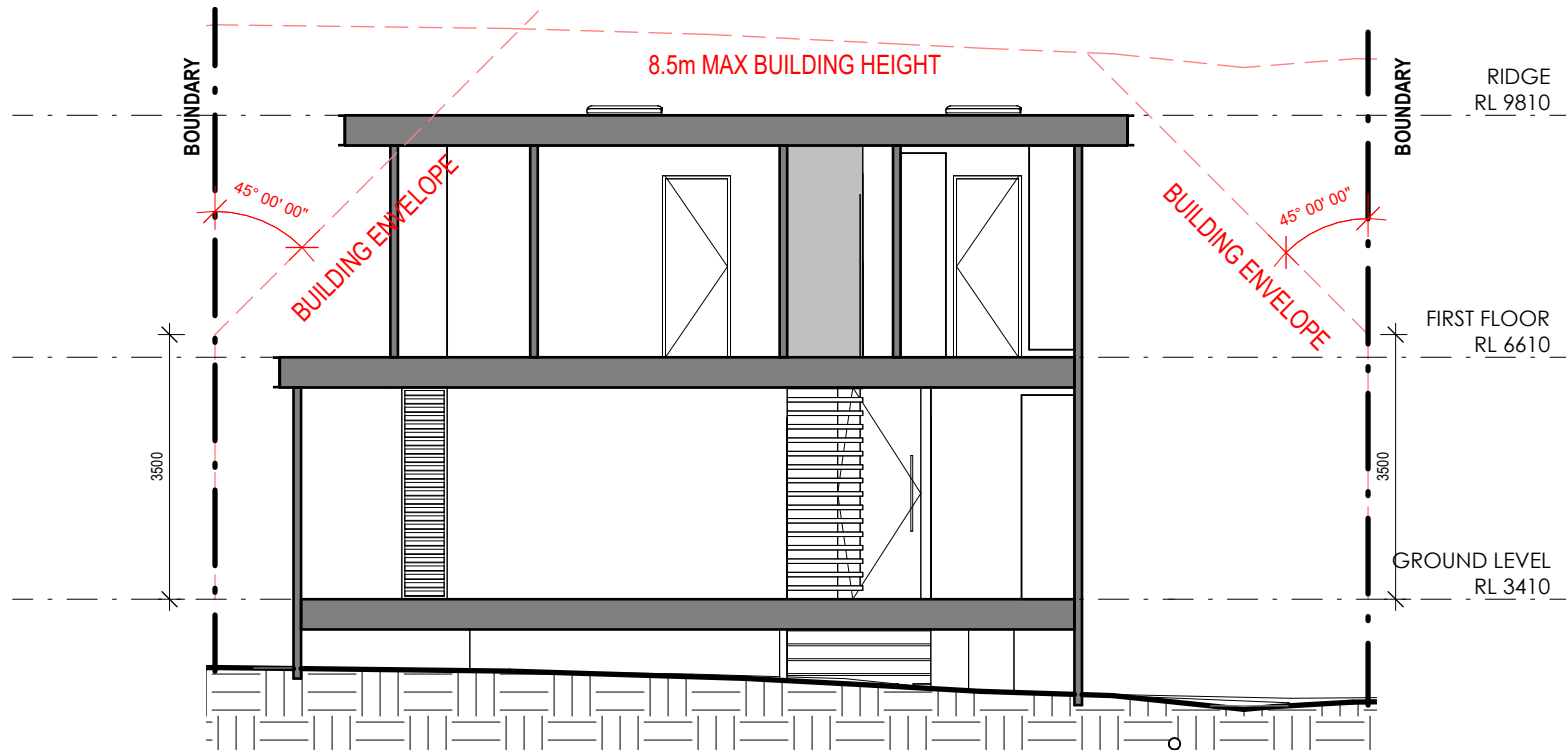 8.5m MAX BUILDING HEIGHT
BOUNDARY
BOUNDARY
RIDGE
RL 9810
45° 00' 00"
BUILDING ENVELOPE
45° 00' 00"
BUILDING ENVELOPE
FIRST FLOOR
RL 6610
3500
3500
GROUND LEVEL
RL 3410